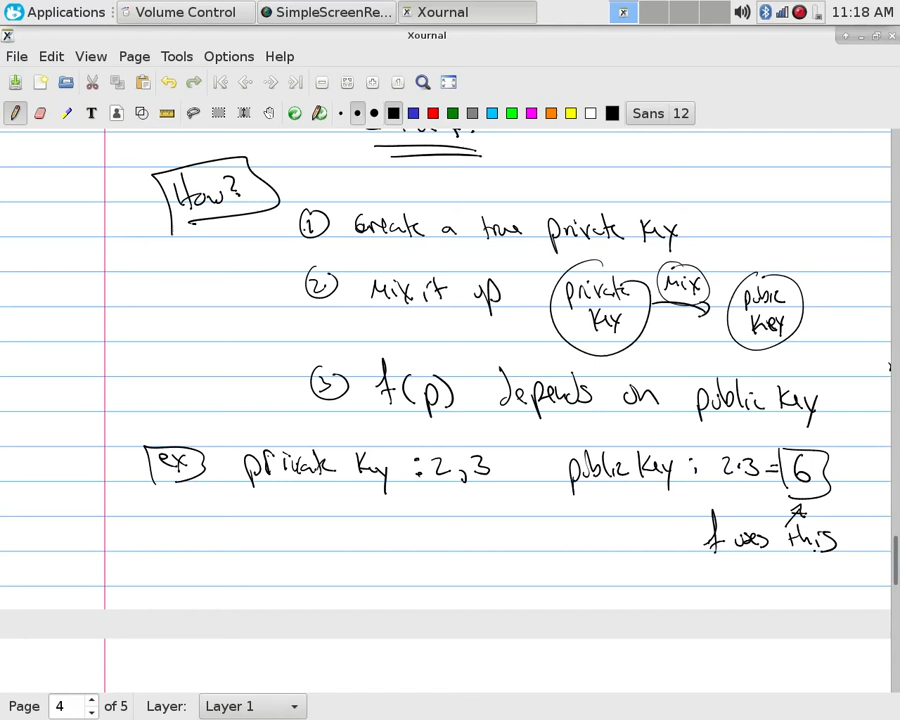 Applications Volume Control SimpleScreenRe... Xournal 11:18 AM
Xournal
File Edit View Page Tools Options Help
Sans 12
How?
① Create a true private key
② Mix it up private key mix public key
③ f(p) depends on public key
ex private key : 2,3 public key : 2·3 = 6
f uses this
Page 4 of 5 Layer: Layer 1